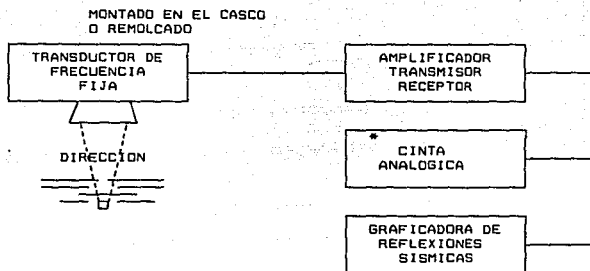 MONTADO EN EL CASCO
O REMOLCADO
TRANSDUCTOR DE
FRECUENCIA
FIJA
AMPLIFICADOR
TRANSMISOR
RECEPTOR
DIRECCION
*
CINTA
ANALOGICA
GRAFICADORA DE
REFLEXIONES
SISMICAS